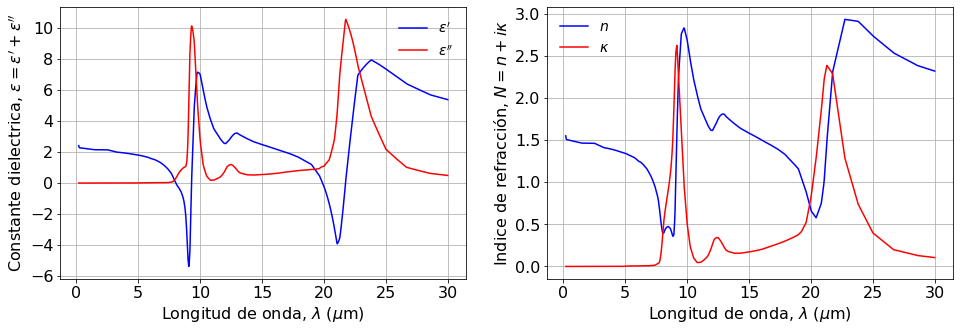 Constante dielectrica, ε = ε′ + ε″
10
8
6
4
2
0
−2
−4
−6
ε′
ε″
0 5 10 15 20 25 30
Longitud de onda, λ (μm)
Indice de refracción, N = n + iκ
3.0
2.5
2.0
1.5
1.0
0.5
0.0
n
κ
0 5 10 15 20 25 30
Longitud de onda, λ (μm)